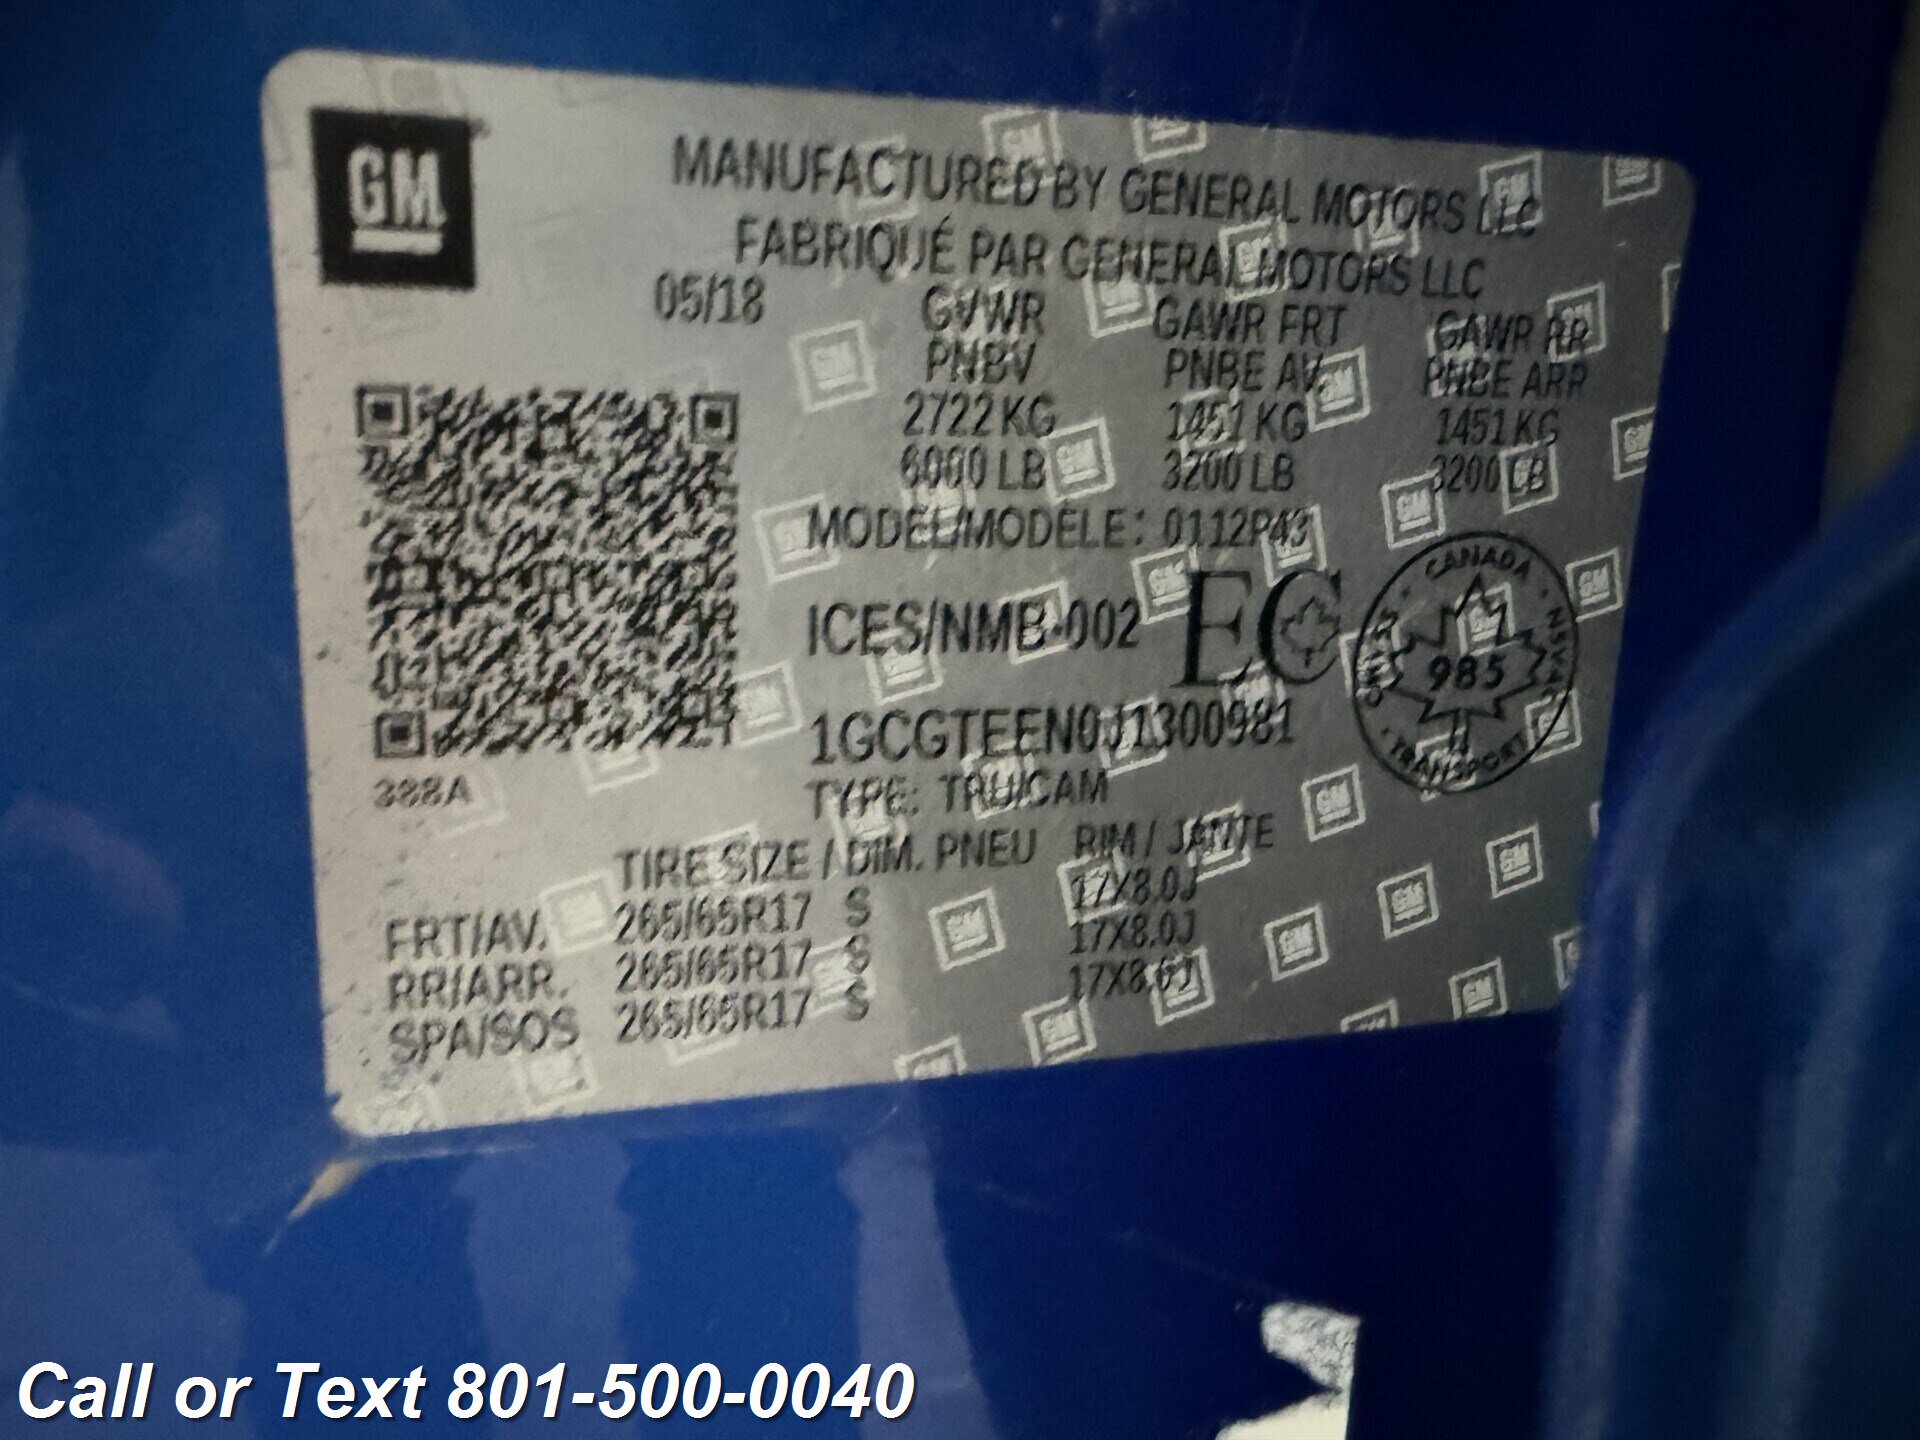 GM
MANUFACTURED BY GENERAL MOTORS LLC
FABRIQUÉ PAR GENERAL MOTORS LLC
05/18 GVWR GAWR FRT GAWR RR
PNBV PNBE AV PNBE ARR
2722 KG 1451 KG 1451 KG
6000 LB 3200 LB 3200 LB
MODEL/MODÈLE: 0112P43
ICES/NMB-002 EC
CANADA · NSVAC · TRANSPORT · CMVSS ·
985
1GCGTEEN0J1300981
388A
TYPE: TRU/CAM
TIRE SIZE / DIM. PNEU RIM / JANTE
FRT/AV. 265/65R17 S 17X8.0J
RR/ARR. 265/65R17 S 17X8.0J
SPA/SOS 265/65R17 S 17X8.0J
Call or Text 801-500-0040